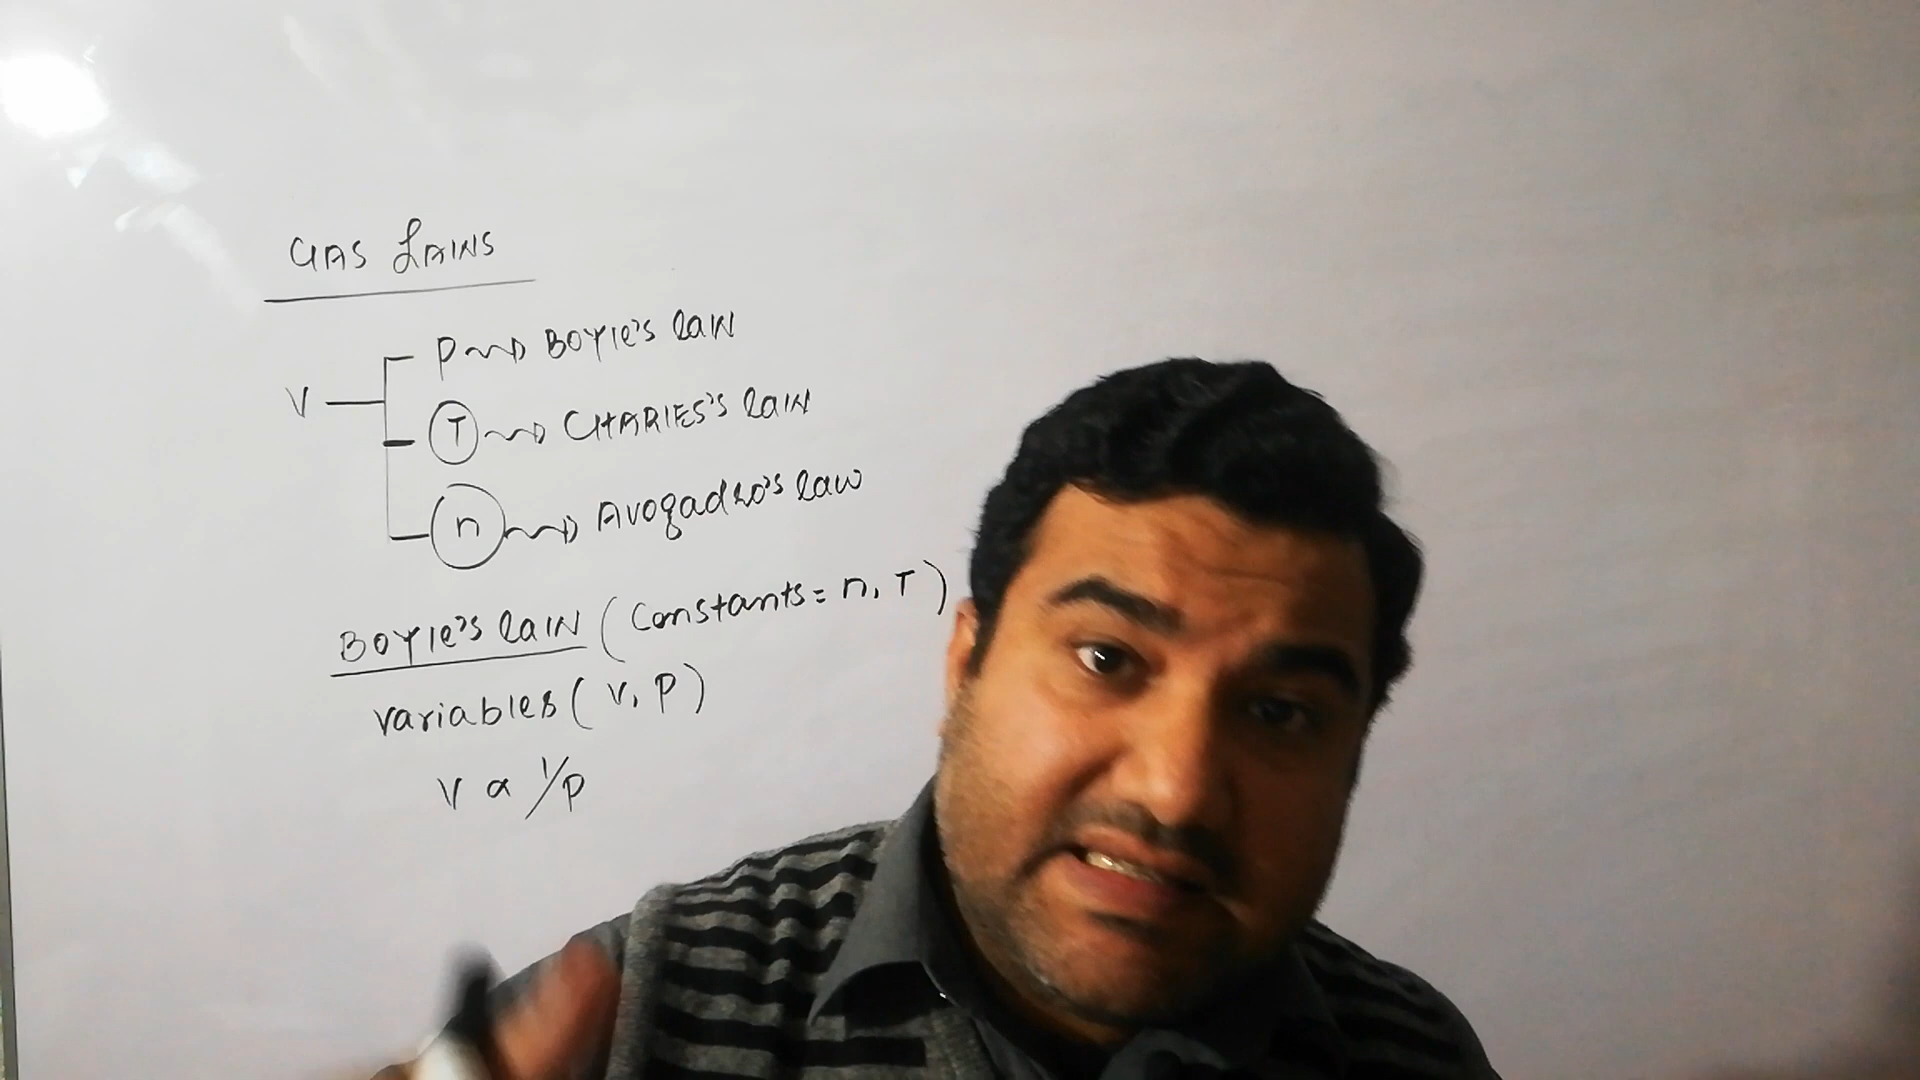 GAS LAWS
P → BOYle's law
V
T → CHARlES's law
n → Avogadro's law
BOYle's law (Constants = n, T)
variables (v, P)
V ∝ 1/P